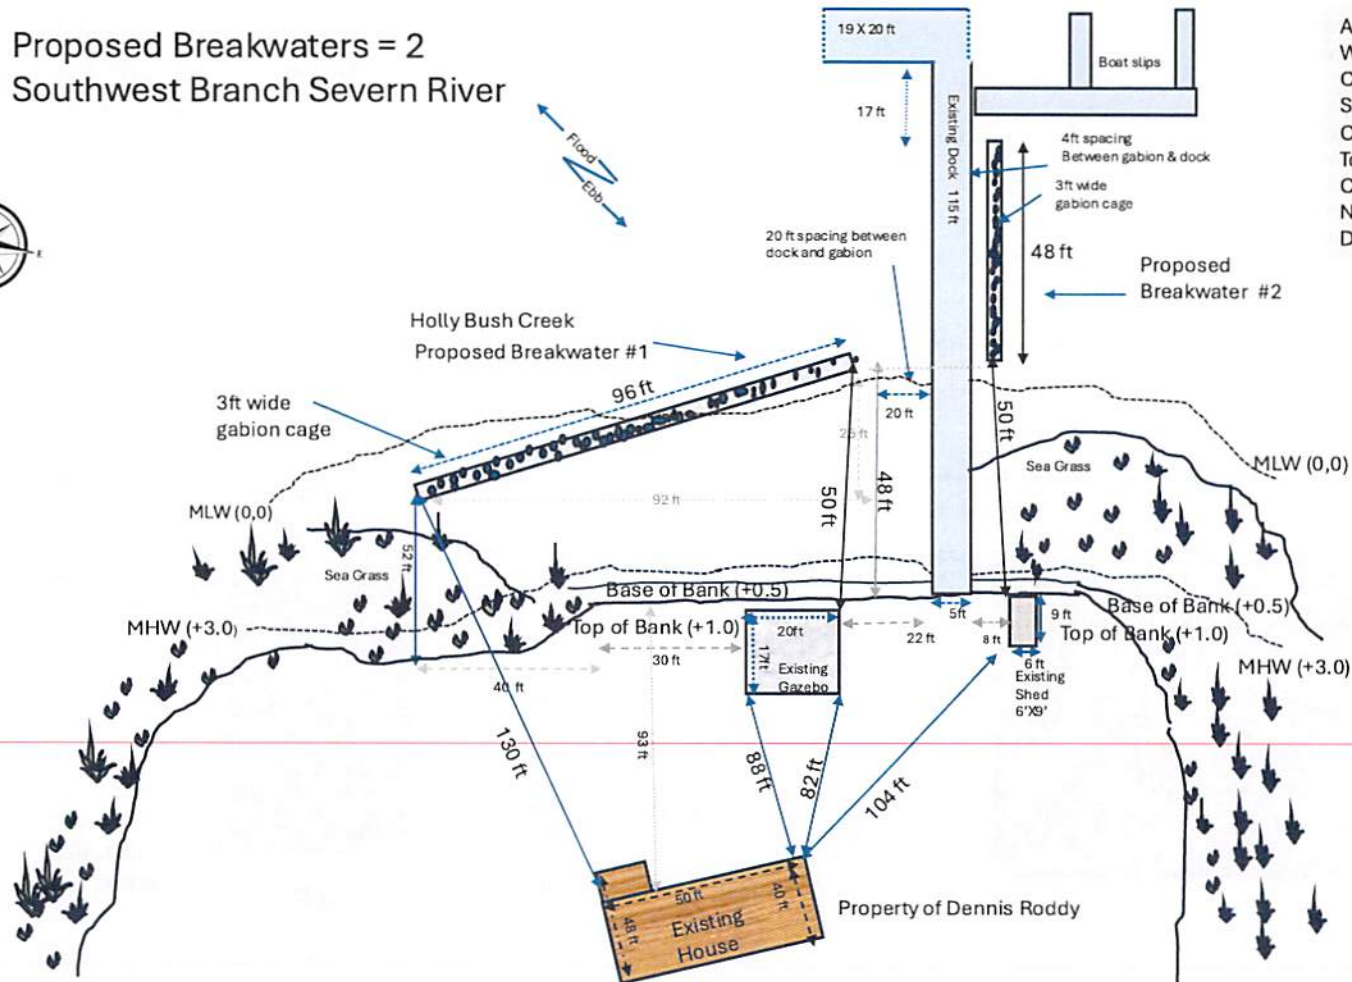 Proposed Breakwaters = 2
Southwest Branch Severn River
19 X 20 ft
Boat slips
17 ft
Existing Dock 115 ft
Flood
Ebb
4ft spacing
Between gabion & dock
3ft wide
gabion cage
48 ft
Proposed
Breakwater #2
E
20 ft spacing between
dock and gabion
Holly Bush Creek
Proposed Breakwater #1
96 ft
3ft wide
gabion cage
20 ft
25 ft
50 ft
48 ft
50 ft
92 ft
Sea Grass
MLW (0,0)
MLW (0,0)
52 ft
Sea Grass
Base of Bank (+0.5)
Base of Bank (+0.5)
MHW (+3.0)
Top of Bank (+1.0)
20ft
17ft
Existing
Gazebo
5ft
22 ft
8 ft
9 ft
Top of Bank (+1.0)
MHW (+3.0)
6 ft
Existing
Shed
6'X9'
30 ft
40 ft
93 ft
130 ft
88 ft
82 ft
104 ft
50 ft
40 ft
48 ft
Existing
House
Property of Dennis Roddy